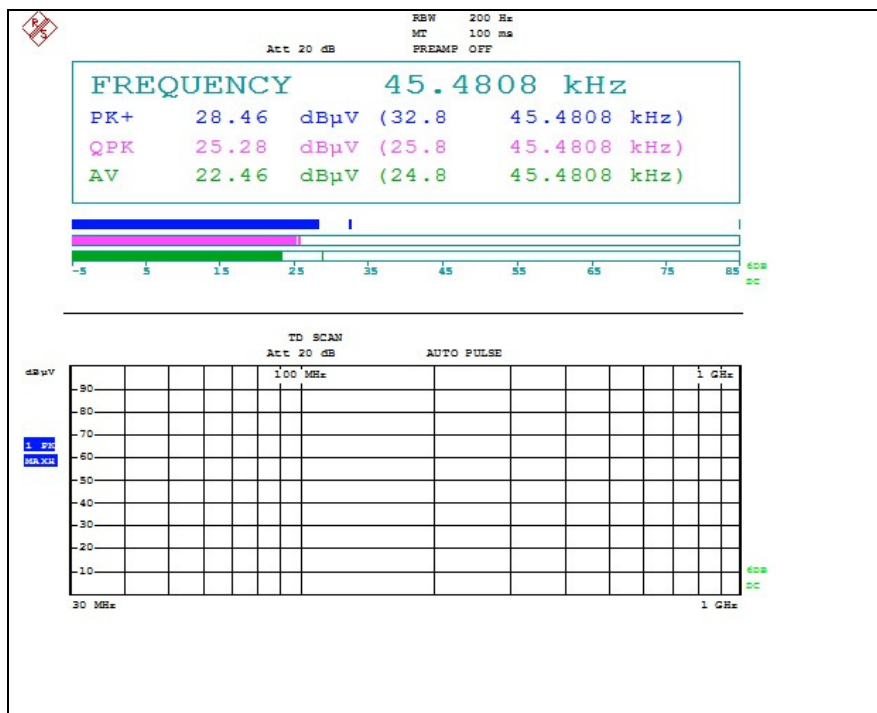 R S
RBW 200 Hz
MT 100 ms
Att 20 dB PREAMP OFF
FREQUENCY 45.4808 kHz
PK+ 28.46 dBµV (32.8 45.4808 kHz)
QPK 25.28 dBµV (25.8 45.4808 kHz)
AV 22.46 dBµV (24.8 45.4808 kHz)
-5 5 15 25 35 45 55 65 75 85
6DB
DC
TD SCAN
Att 20 dB AUTO PULSE
dBµV 100 MHz 1 GHz
90
80
70
1 PK
MAXH
60
50
40
30
20
10
6DB
DC
30 MHz 1 GHz